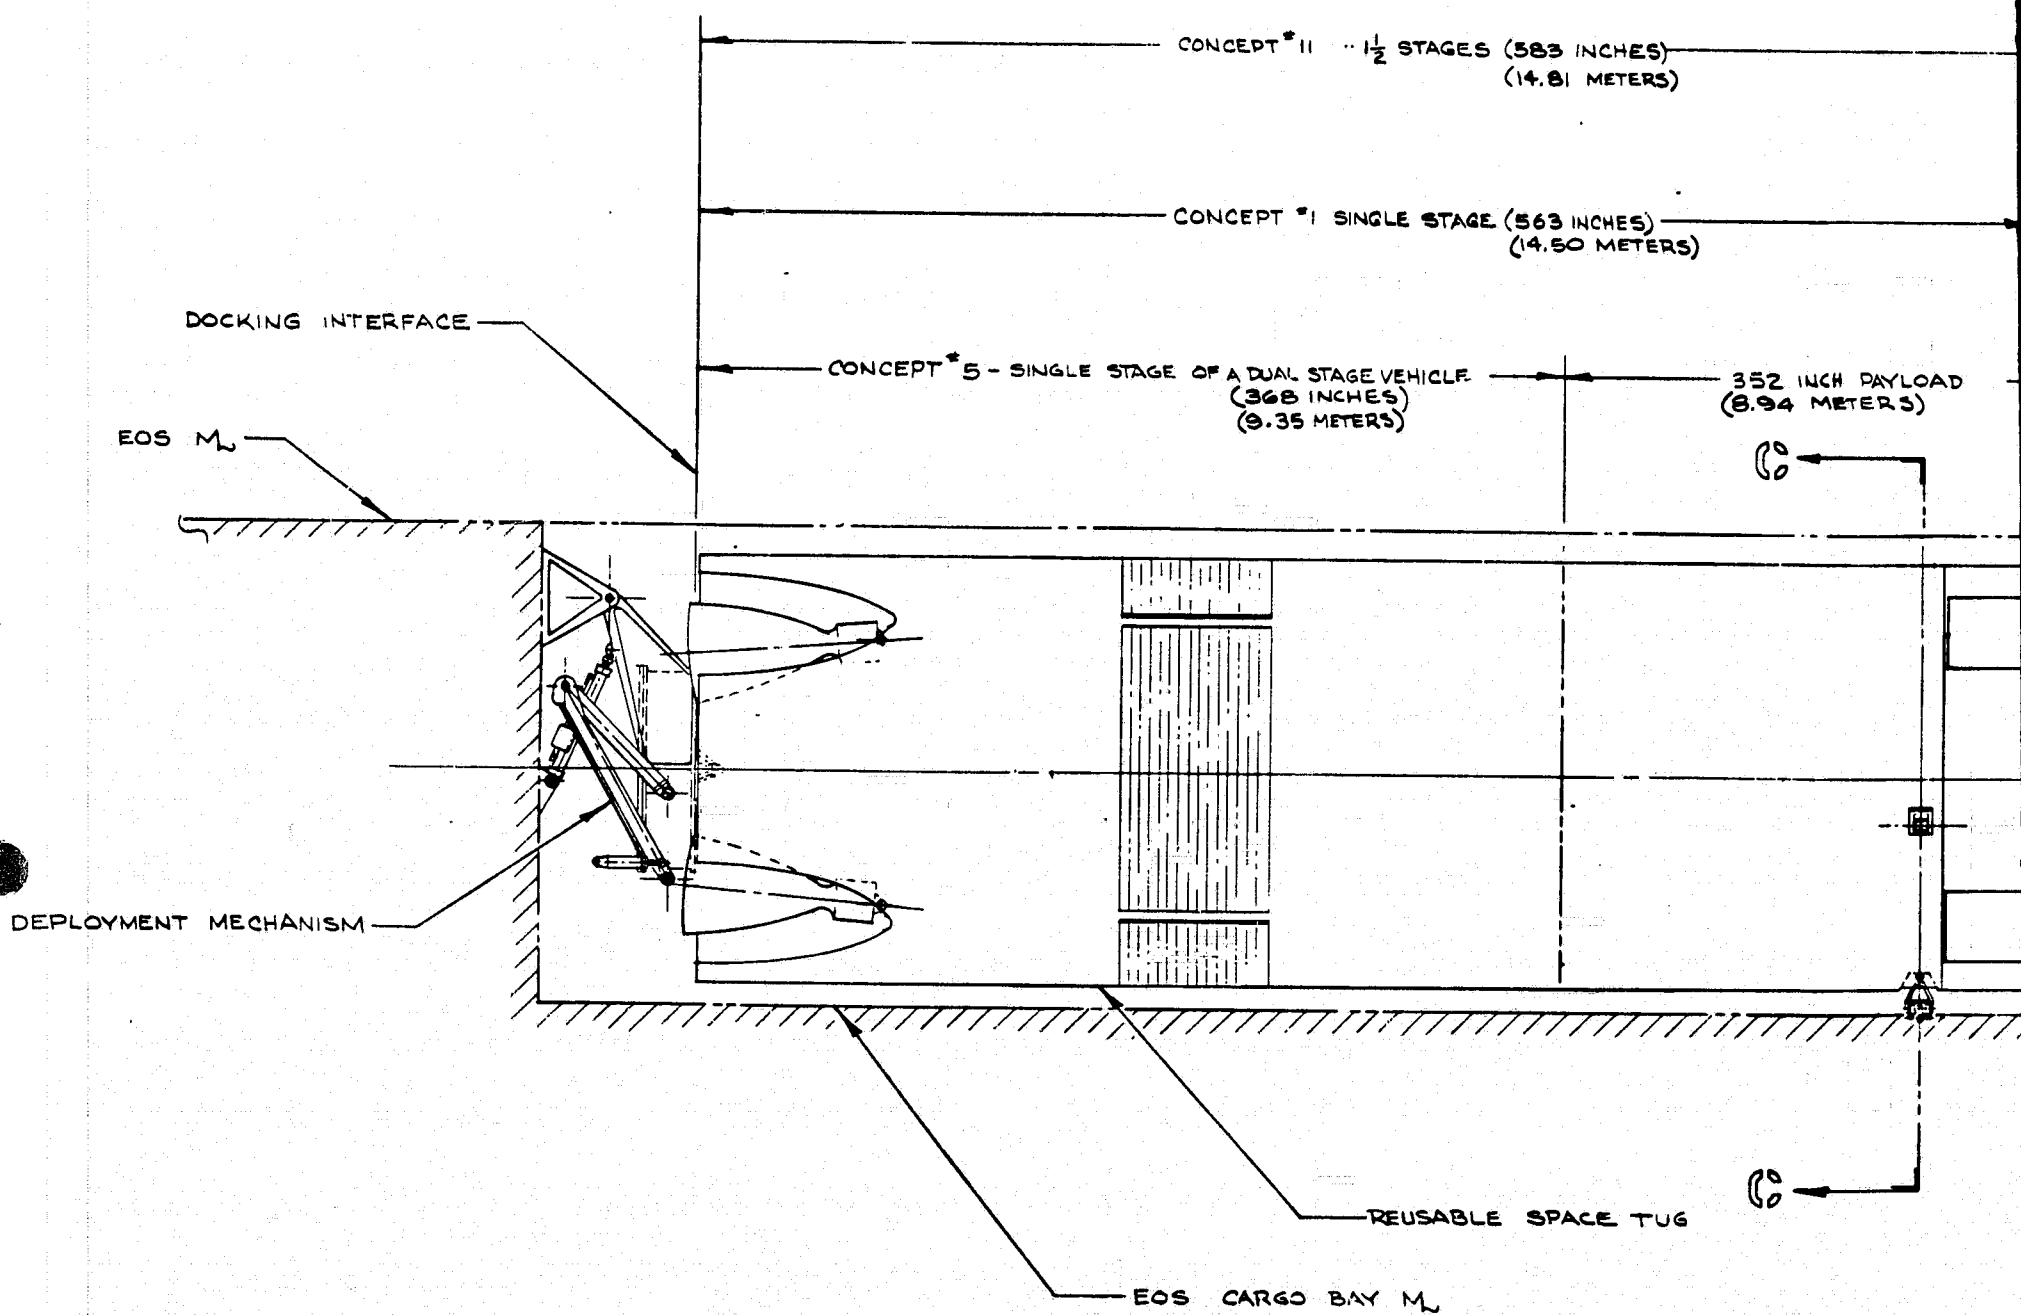 CONCEPT #11 -- 1½ STAGES (583 INCHES)
(14.81 METERS)
CONCEPT #1 SINGLE STAGE (563 INCHES)
(14.50 METERS)
DOCKING INTERFACE
CONCEPT #5 - SINGLE STAGE OF A DUAL STAGE VEHICLE
(368 INCHES)
(9.35 METERS)
352 INCH PAYLOAD
(8.94 METERS)
EOS ML
C
DEPLOYMENT MECHANISM
C
REUSABLE SPACE TUG
EOS CARGO BAY ML